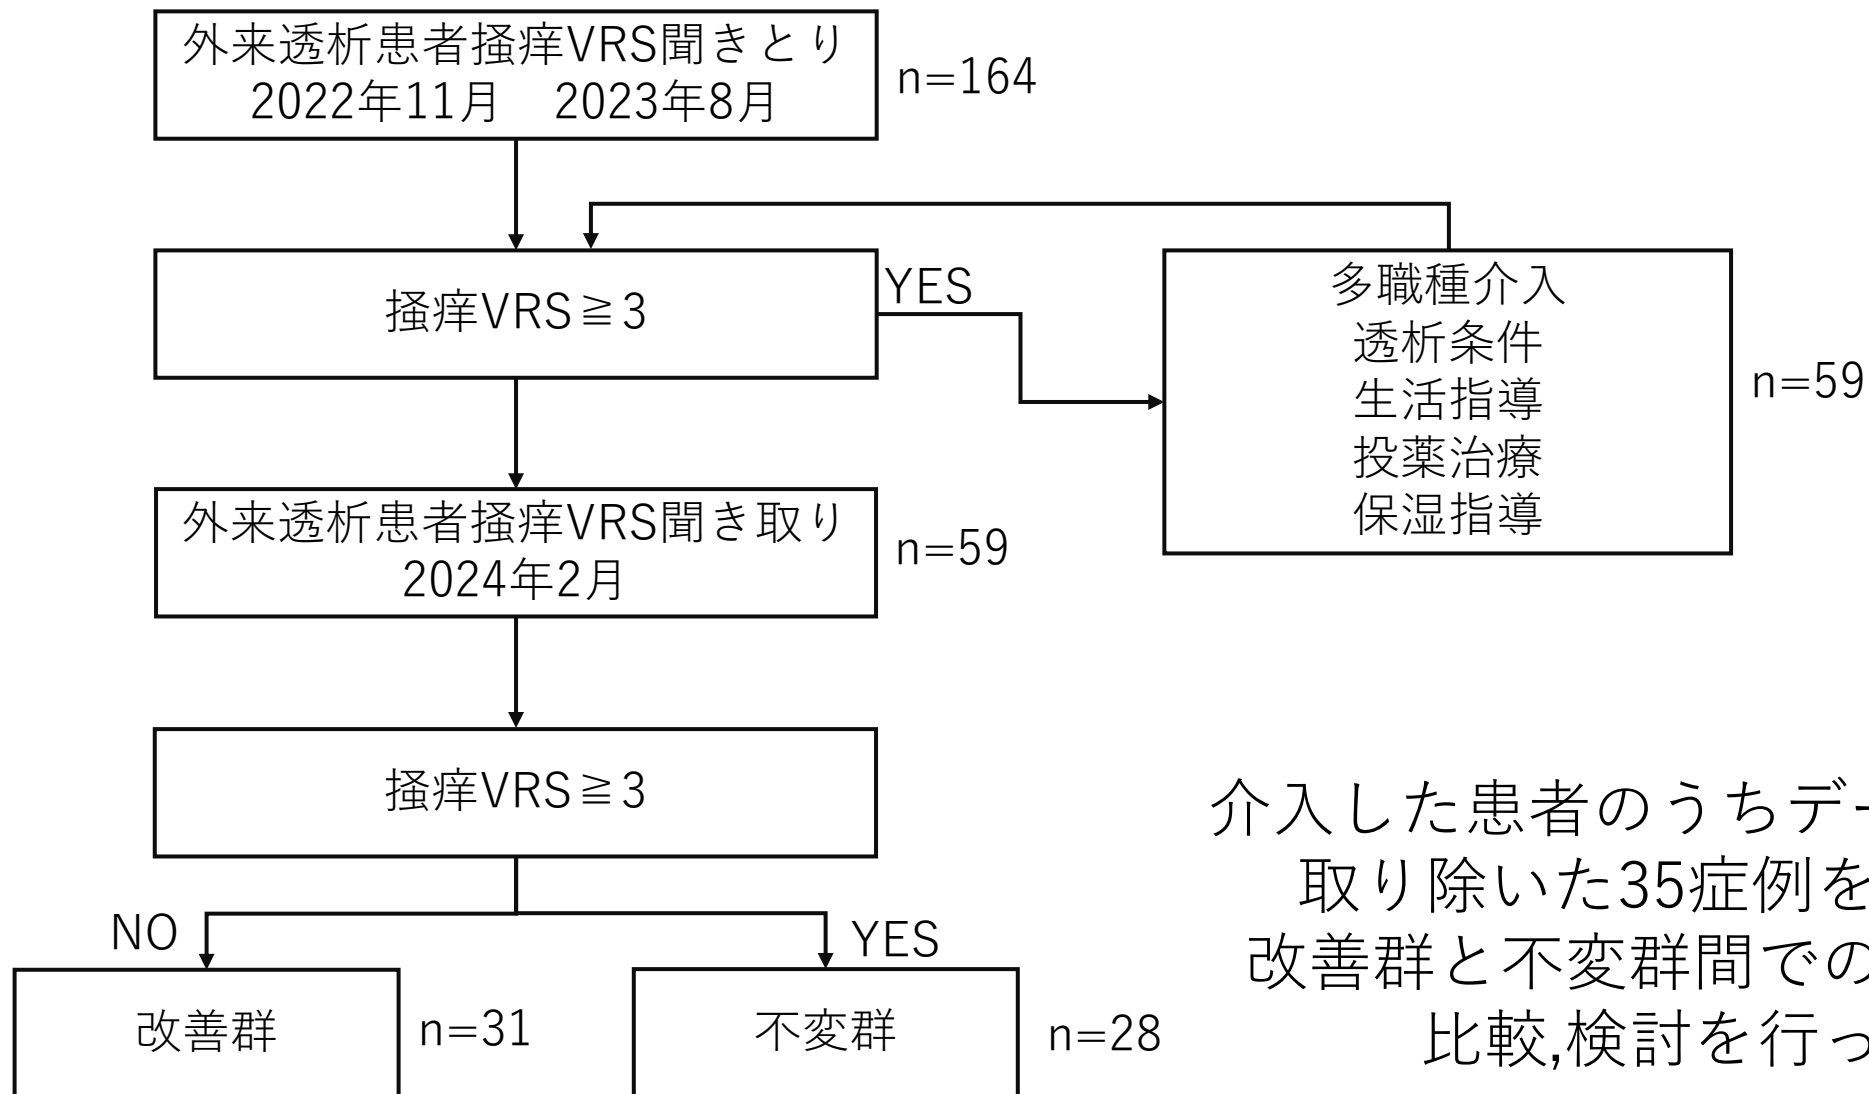 外来透析患者掻痒VRS聞きとり
2022年11月　2023年8月
n=164
掻痒VRS≧3
YES
多職種介入
透析条件
生活指導
投薬治療
保湿指導
n=59
外来透析患者掻痒VRS聞き取り
2024年2月
n=59
掻痒VRS≧3
NO
YES
改善群
n=31
不変群
n=28
介入した患者のうちデー
取り除いた35症例を
改善群と不変群間での
比較,検討を行っ